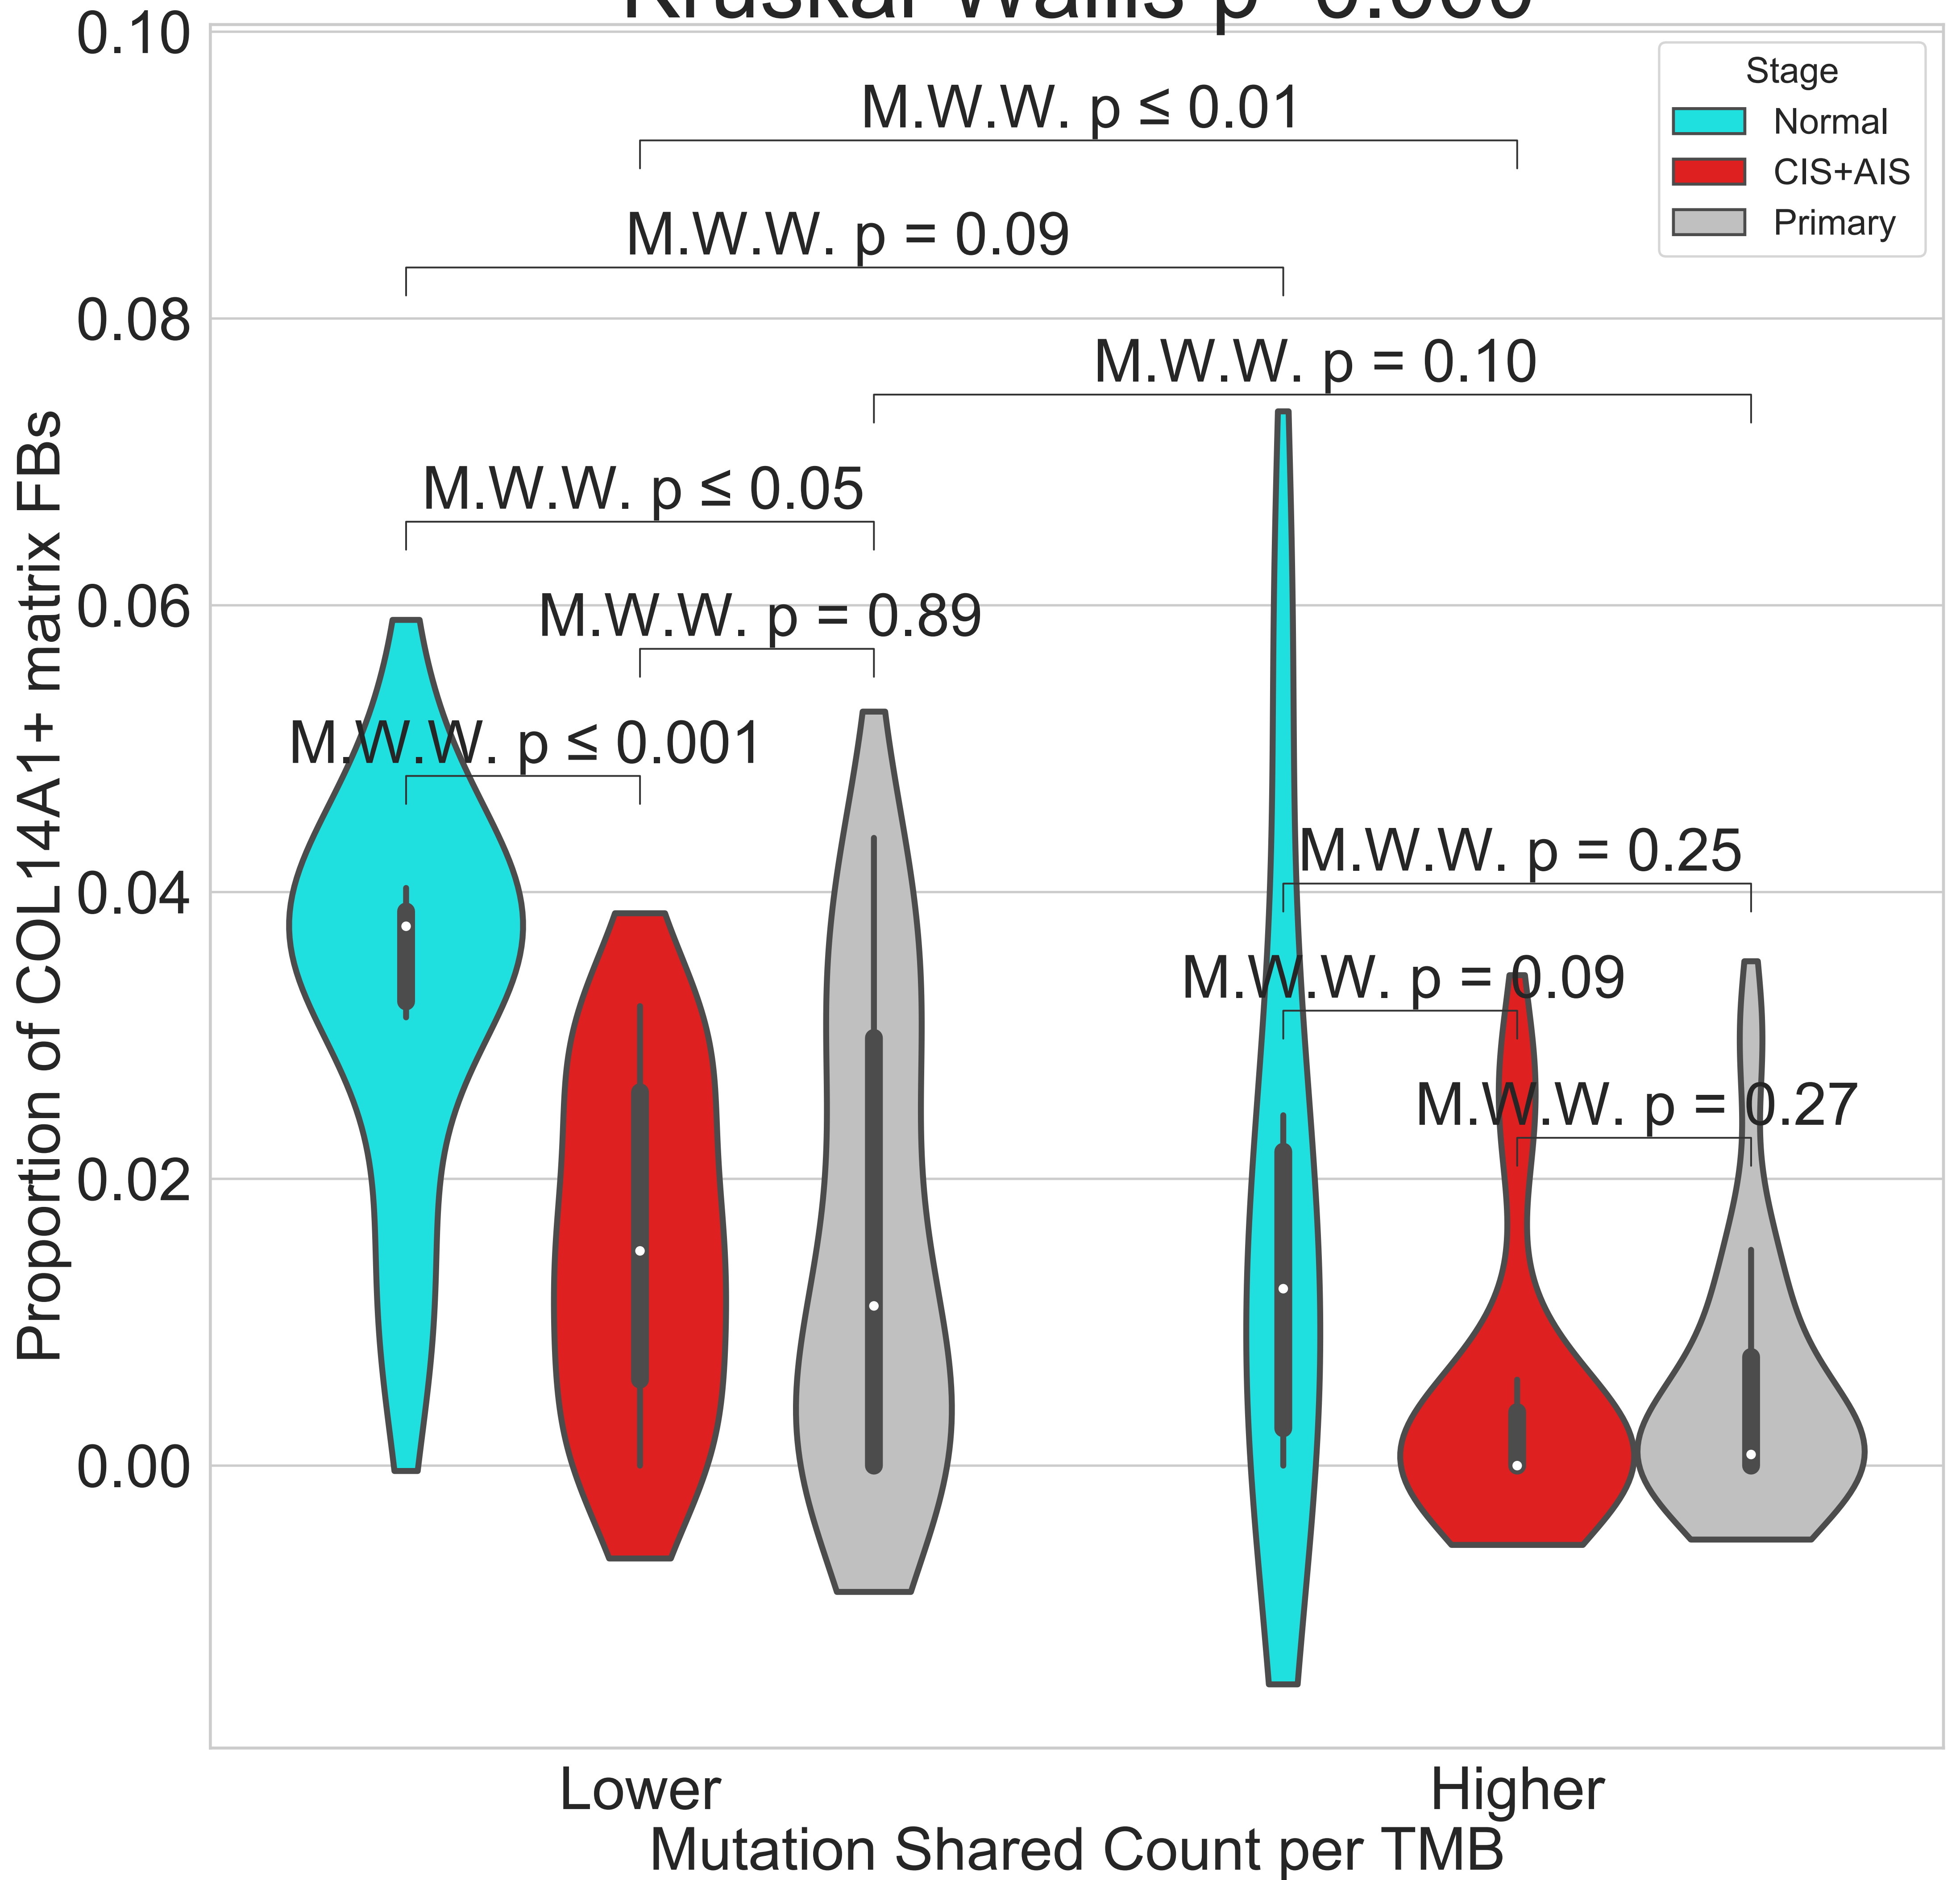 Kruskal Wallis p
0.10
Stage
Normal
CIS+AIS
Primary
M.W.W. p ≤ 0.01
M.W.W. p = 0.09
0.08
M.W.W. p = 0.10
M.W.W. p ≤ 0.05
0.06
M.W.W. p = 0.89
M.W.W. p ≤ 0.001
M.W.W. p = 0.25
0.04
M.W.W. p = 0.09
M.W.W. p = 0.27
0.02
0.00
Proportion of COL14A1+ matrix FBs
Lower
Higher
Mutation Shared Count per TMB